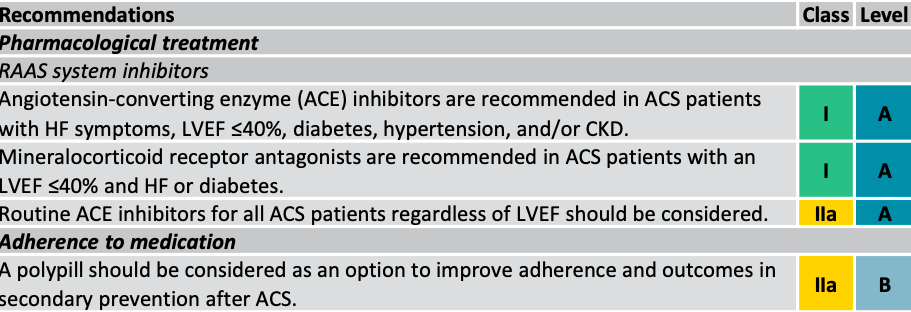 Recommendations Class Level
Pharmacological treatment
RAAS system inhibitors
Angiotensin-converting enzyme (ACE) inhibitors are recommended in ACS patients
with HF symptoms, LVEF ≤40%, diabetes, hypertension, and/or CKD. I A
Mineralocorticoid receptor antagonists are recommended in ACS patients with an
LVEF ≤40% and HF or diabetes. I A
Routine ACE inhibitors for all ACS patients regardless of LVEF should be considered. IIa A
Adherence to medication
A polypill should be considered as an option to improve adherence and outcomes in
secondary prevention after ACS. IIa B